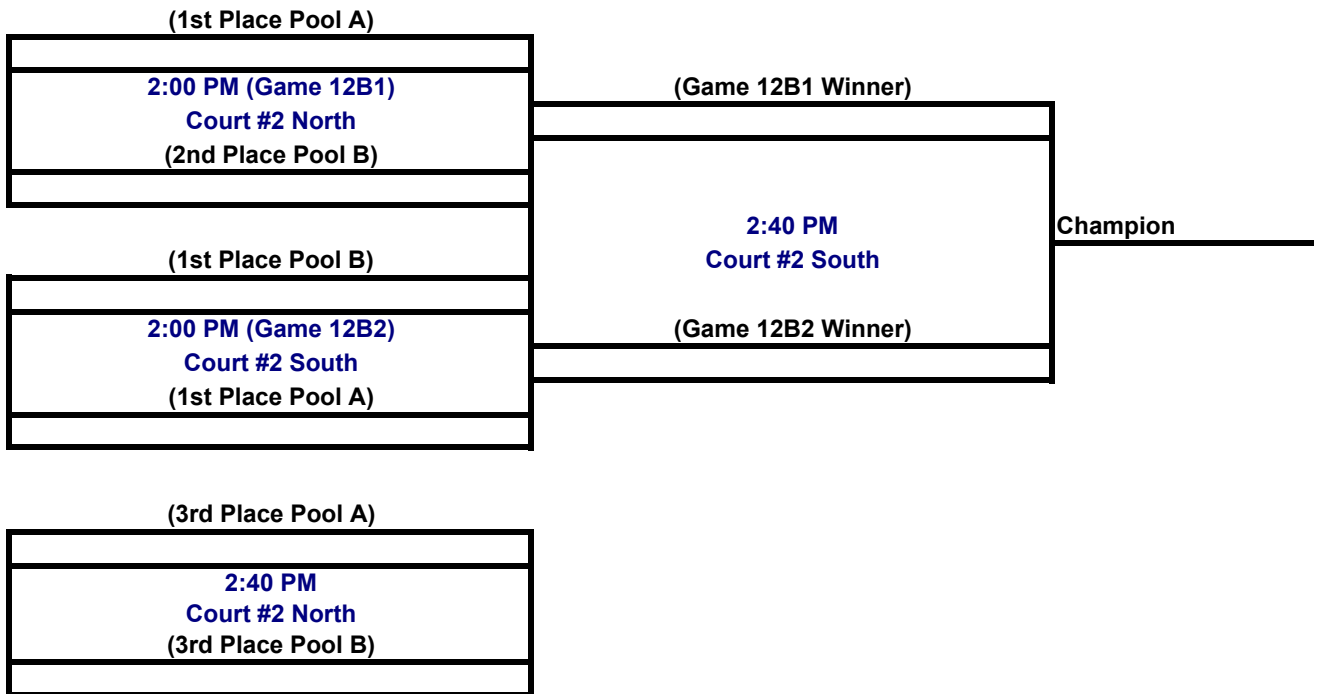 (1st Place Pool A)
2:00 PM (Game 12B1)
Court #2 North
(2nd Place Pool B)
(Game 12B1 Winner)
2:40 PM
Court #2 South
Champion
(1st Place Pool B)
2:00 PM (Game 12B2)
Court #2 South
(1st Place Pool A)
(Game 12B2 Winner)
(3rd Place Pool A)
2:40 PM
Court #2 North
(3rd Place Pool B)